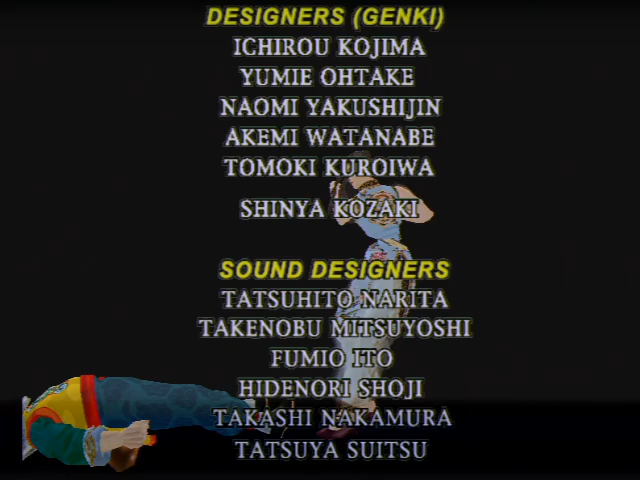 DESIGNERS (GENKI)
ICHIROU KOJIMA
YUMIE OHTAKE
NAOMI YAKUSHIJIN
AKEMI WATANABE
TOMOKI KUROIWA
SHINYA KOZAKI
SOUND DESIGNERS
TATSUHITO NARITA
TAKENOBU MITSUYOSHI
FUMIO ITO
HIDENORI SHOJI
TAKASHI NAKAMURA
TATSUYA SUITSU